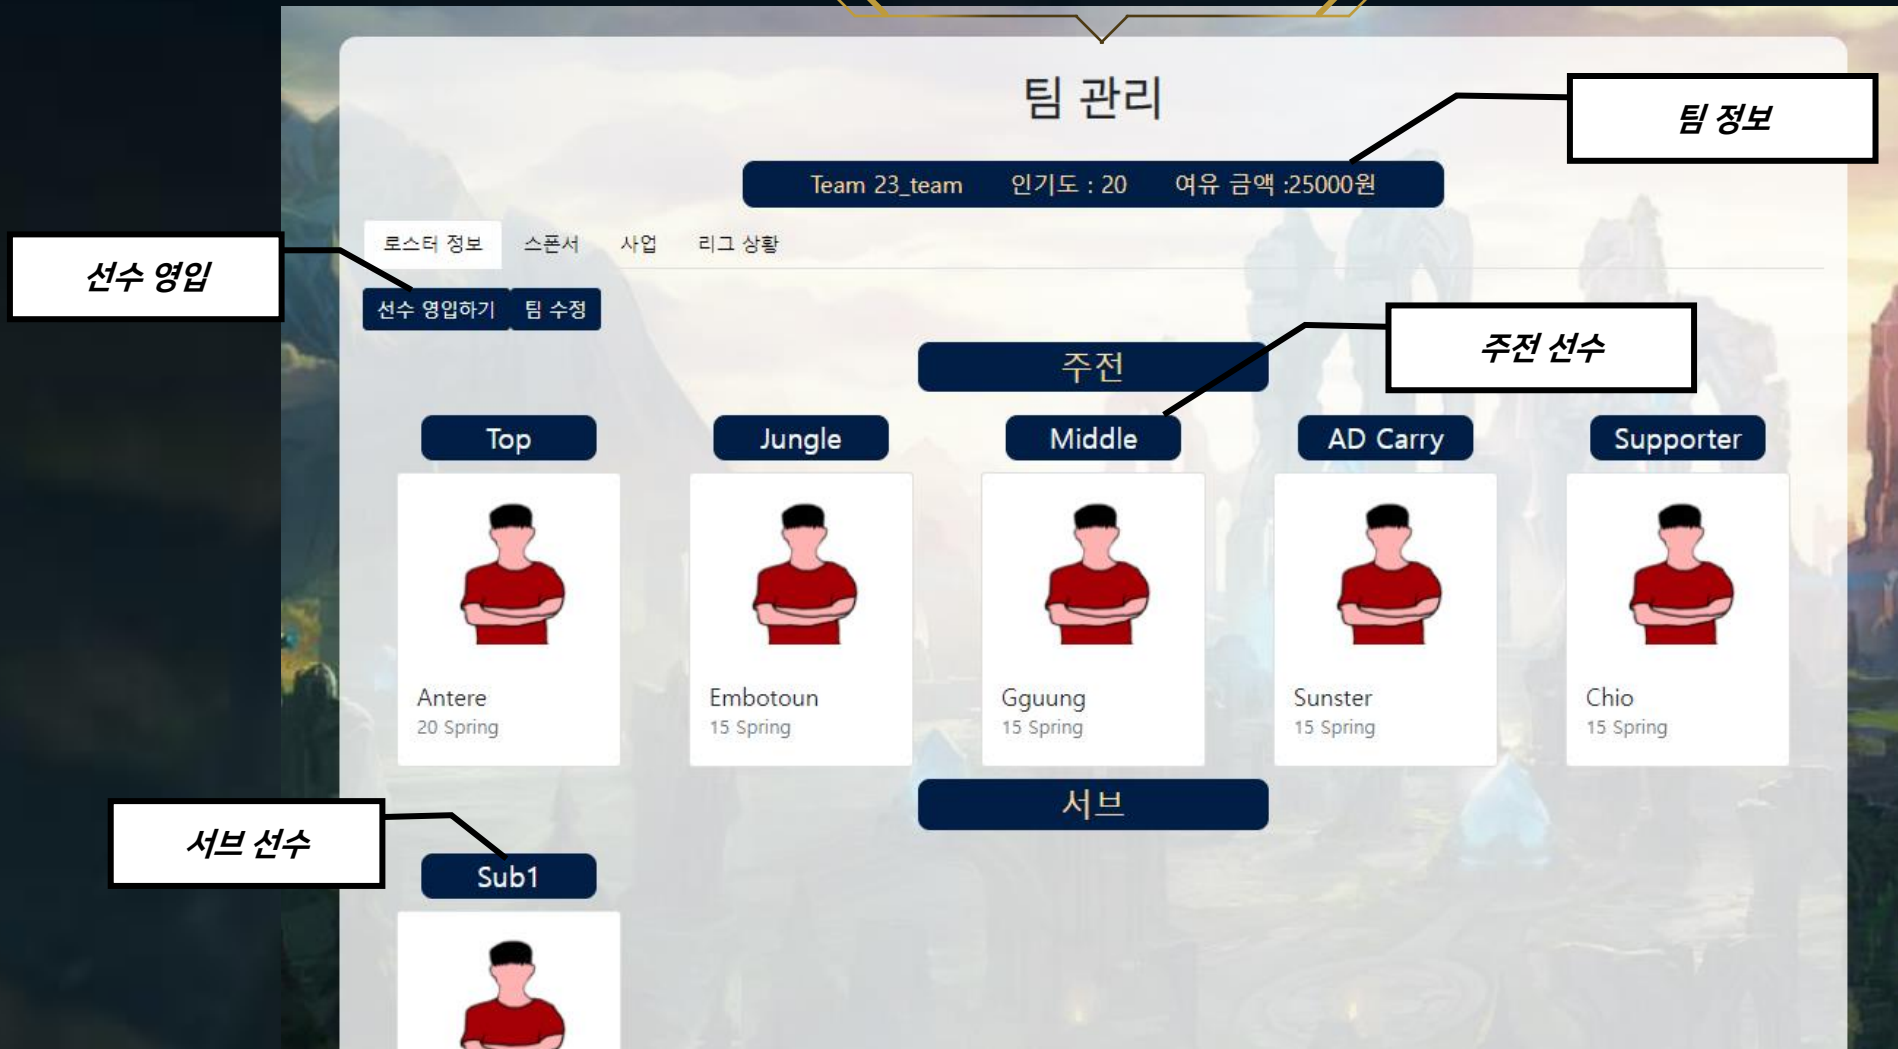 팀 관리
팀 정보
Team 23_team 인기도 : 20 여유 금액 :25000원
로스터 정보 스폰서 사업 리그 상황
선수 영입
선수 영입하기 팀 수정
주전 선수
주전
Top Jungle Middle AD Carry Supporter
Antere Embotoun Gguung Sunster Chio
20 Spring 15 Spring 15 Spring 15 Spring 15 Spring
서브
서브 선수
Sub1